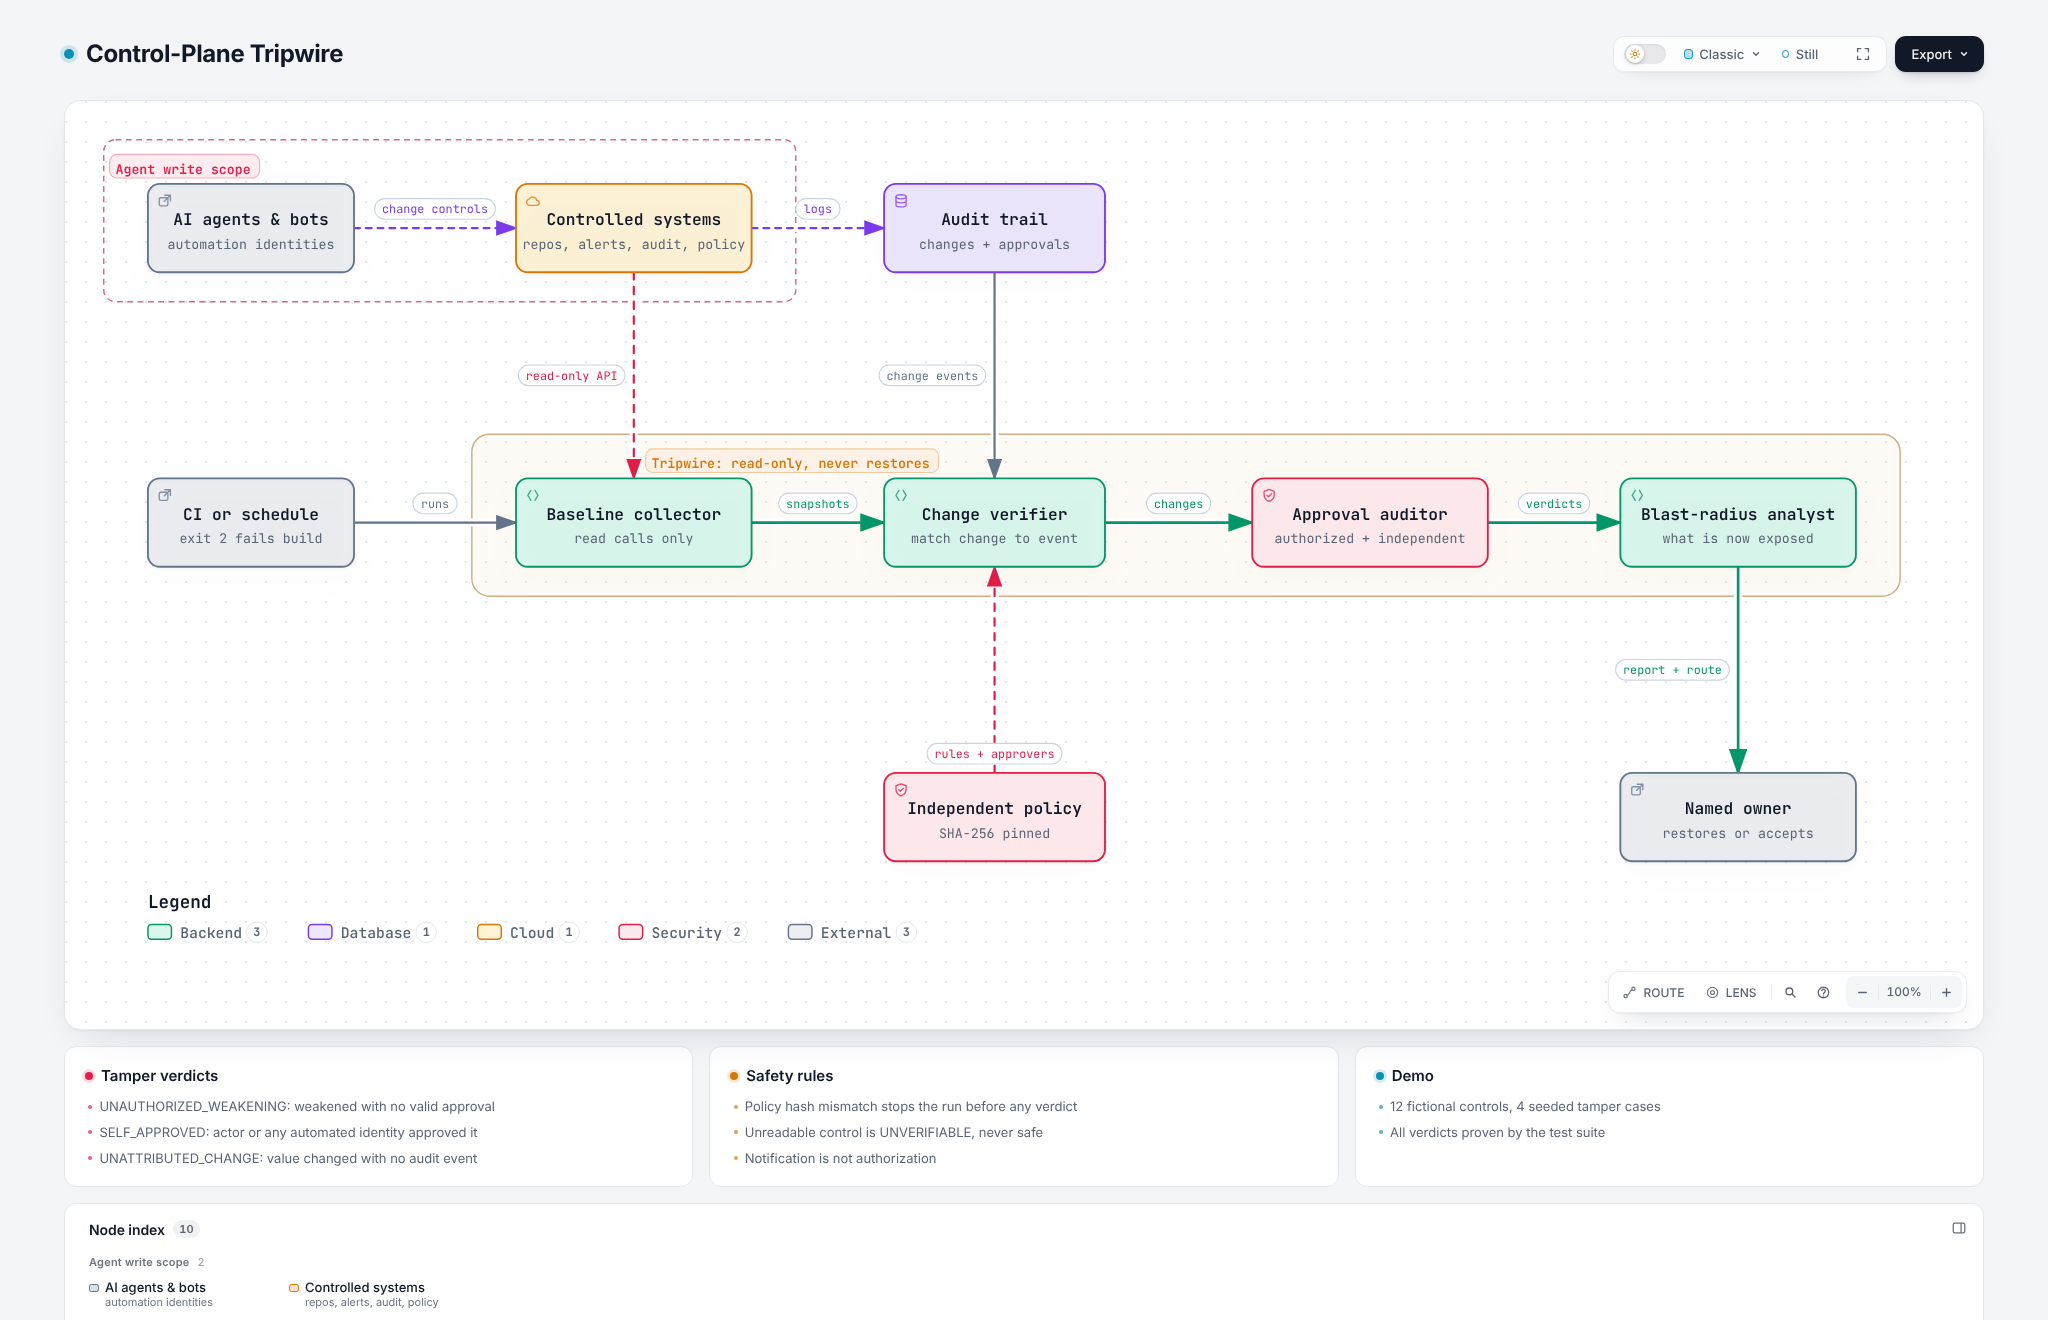 Control-Plane Tripwire
Classic
Still
Export
Agent write scope
AI agents & bots
automation identities
change controls
Controlled systems
repos, alerts, audit, policy
logs
Audit trail
changes + approvals
read-only API
change events
Tripwire: read-only, never restores
CI or schedule
exit 2 fails build
runs
Baseline collector
read calls only
snapshots
Change verifier
match change to event
changes
Approval auditor
authorized + independent
verdicts
Blast-radius analyst
what is now exposed
report + route
rules + approvers
Independent policy
SHA-256 pinned
Named owner
restores or accepts
Legend
Backend 3
Database 1
Cloud 1
Security 2
External 3
ROUTE
LENS
100%
Tamper verdicts
UNAUTHORIZED_WEAKENING: weakened with no valid approval
SELF_APPROVED: actor or any automated identity approved it
UNATTRIBUTED_CHANGE: value changed with no audit event
Safety rules
Policy hash mismatch stops the run before any verdict
Unreadable control is UNVERIFIABLE, never safe
Notification is not authorization
Demo
12 fictional controls, 4 seeded tamper cases
All verdicts proven by the test suite
Node index 10
Agent write scope 2
AI agents & bots
automation identities
Controlled systems
repos, alerts, audit, policy